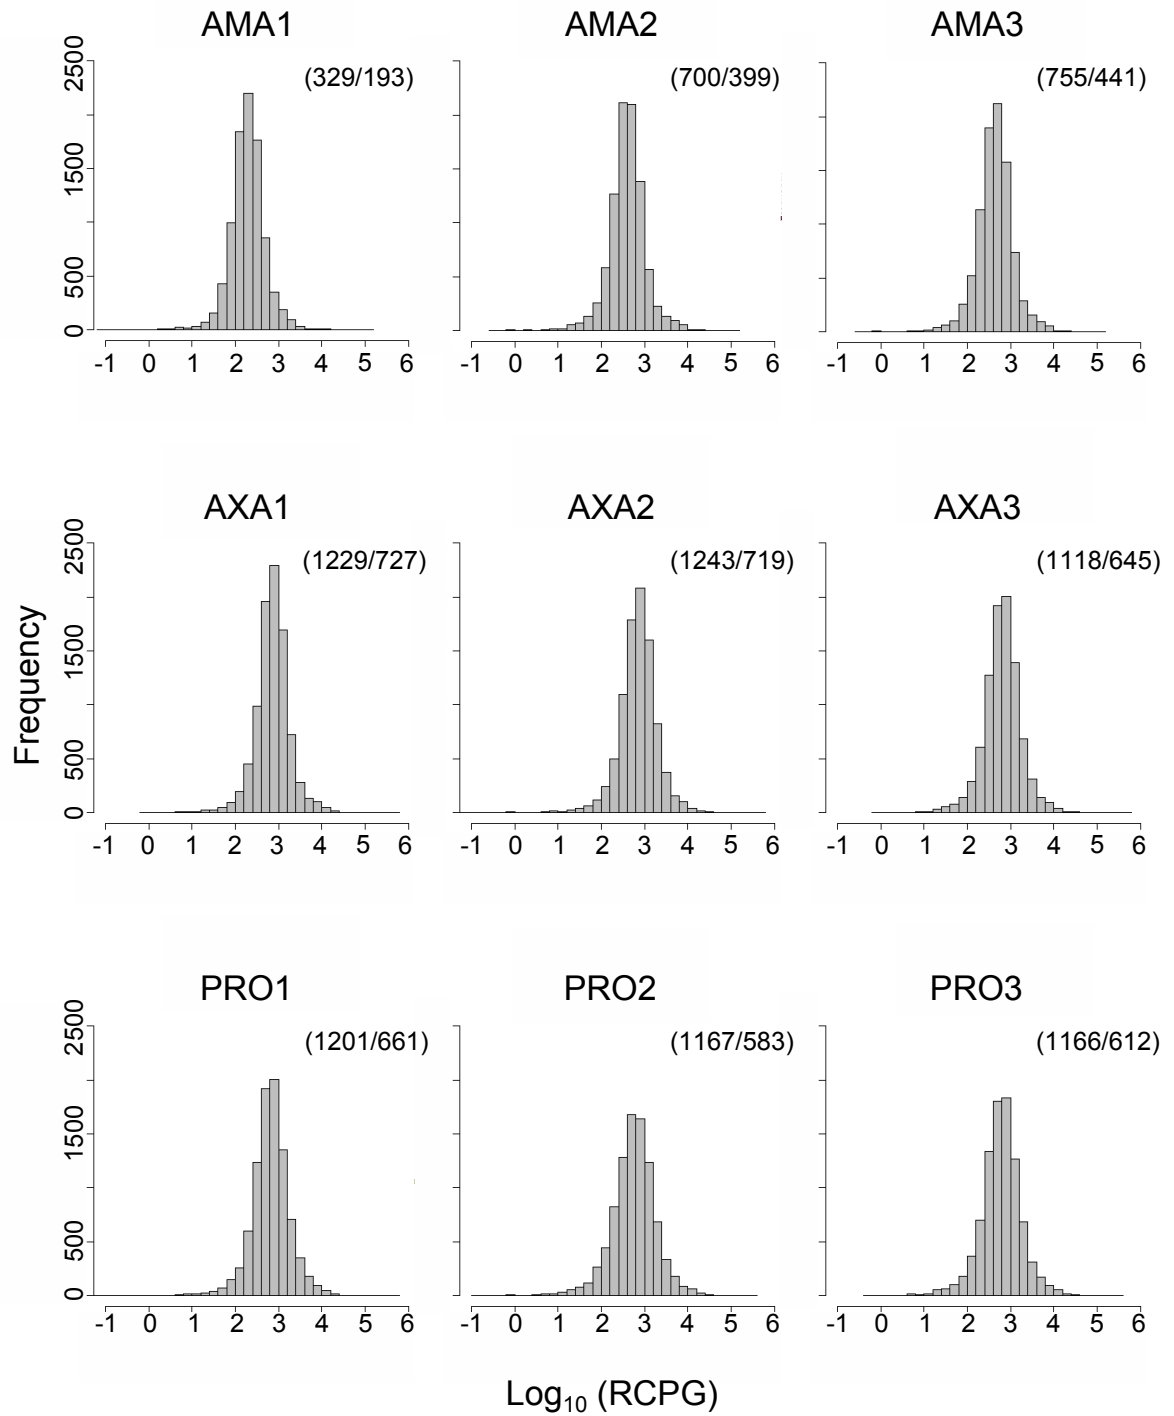 AMA1 AMA2 AMA3
2500 (329/193) (700/399) (755/441)
1500
500
0
-1 0 1 2 3 4 5 6 -1 0 1 2 3 4 5 6 -1 0 1 2 3 4 5 6
AXA1 AXA2 AXA3
2500 (1229/727) (1243/719) (1118/645)
1500
Frequency
500
0
-1 0 1 2 3 4 5 6 -1 0 1 2 3 4 5 6 -1 0 1 2 3 4 5 6
PRO1 PRO2 PRO3
2500 (1201/661) (1167/583) (1166/612)
1500
500
0
-1 0 1 2 3 4 5 6 -1 0 1 2 3 4 5 6 -1 0 1 2 3 4 5 6
Log₁₀ (RCPG)